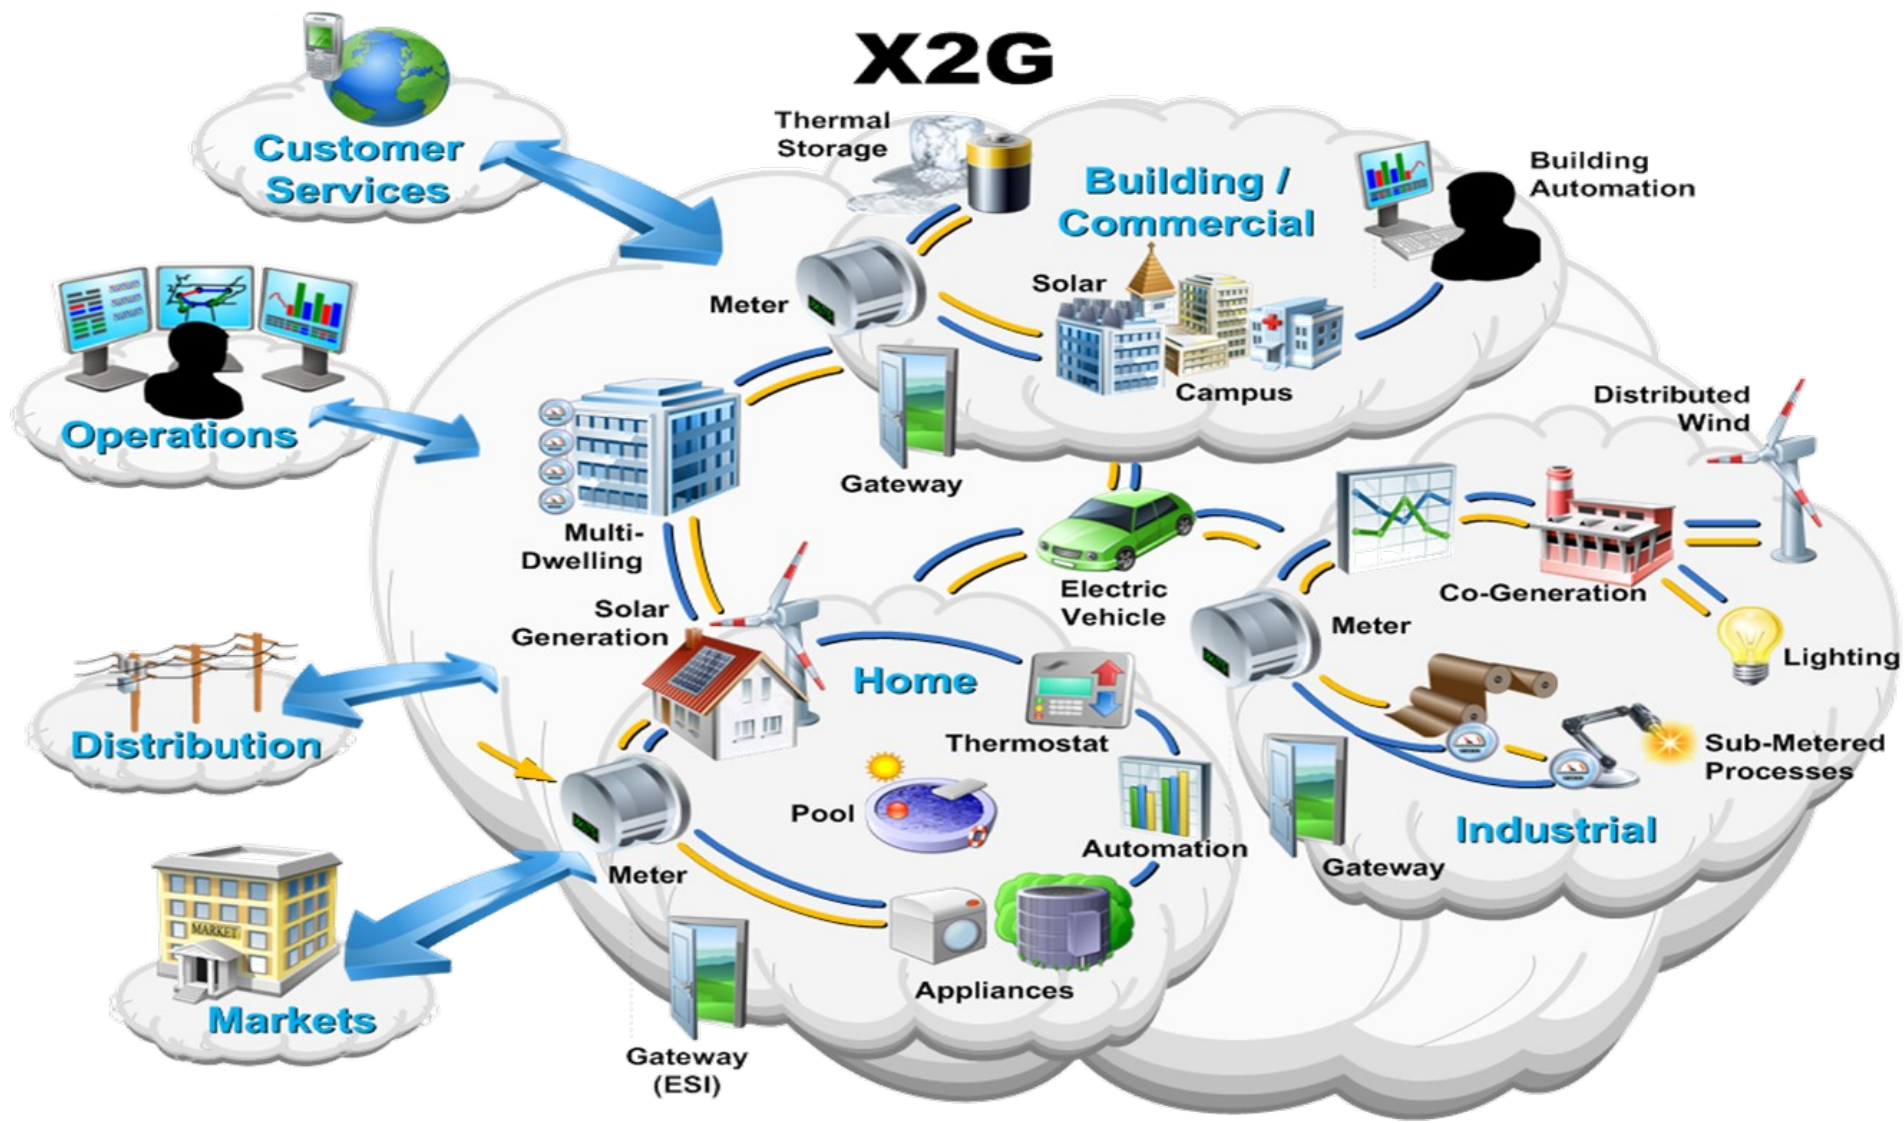 X2G
Customer
Services
Thermal
Storage
Building /
Commercial
Building
Automation
Meter
Solar
Campus
Operations
Gateway
Distributed
Wind
Multi-
Dwelling
Electric
Vehicle
Co-Generation
Meter
Lighting
Solar
Generation
Home
Thermostat
Distribution
Sub-Metered
Processes
Pool
Automation
Industrial
Gateway
Meter
MARKET
Appliances
Markets
Gateway
(ESI)